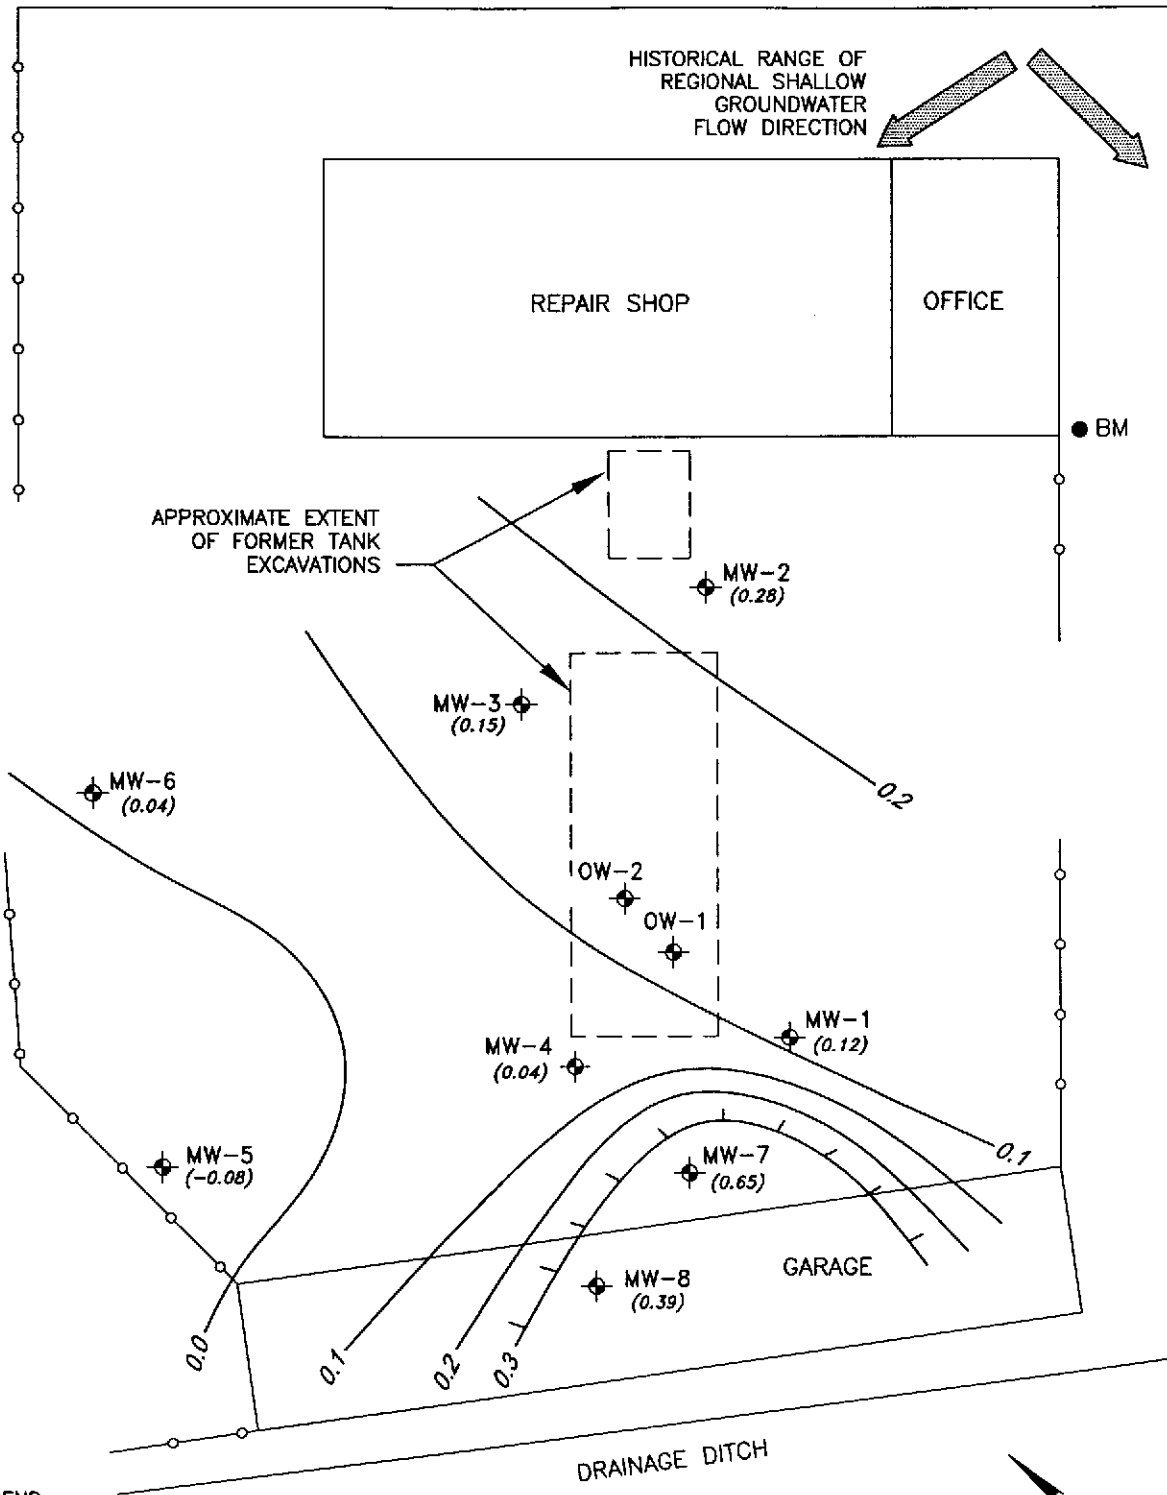 HISTORICAL RANGE OF
REGIONAL SHALLOW
GROUNDWATER
FLOW DIRECTION
REPAIR SHOP
OFFICE
BM
APPROXIMATE EXTENT
OF FORMER TANK
EXCAVATIONS
MW-2
(0.28)
MW-3
(0.15)
MW-6
(0.04)
0.2
OW-2
OW-1
MW-1
(0.12)
MW-4
(0.04)
0.1
MW-5
(-0.08)
MW-7
(0.65)
GARAGE
MW-8
(0.39)
0.0
0.1
0.2
0.3
DRAINAGE DITCH